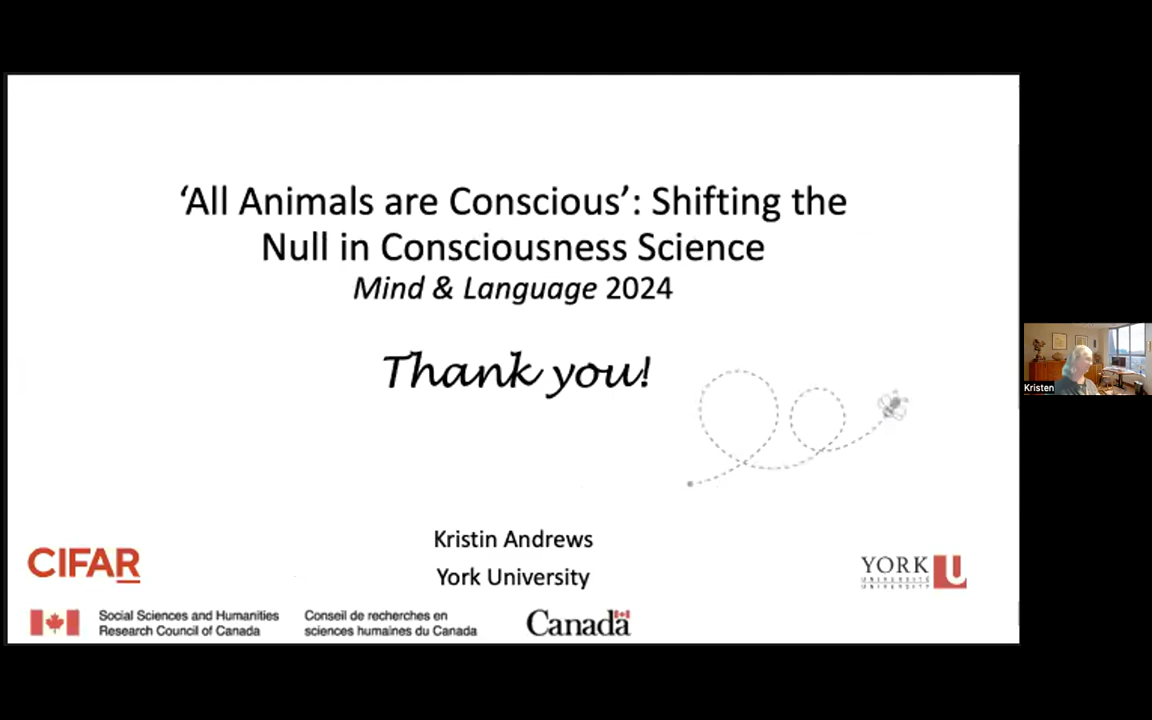 ‘All Animals are Conscious’: Shifting the
Null in Consciousness Science
Mind & Language 2024
Thank you!
Kristen
Kristin Andrews
York University
CIFAR
YORK U
UNIVERSITÉ
UNIVERSITY
Social Sciences and Humanities
Research Council of Canada
Conseil de recherches en
sciences humaines du Canada
Canada